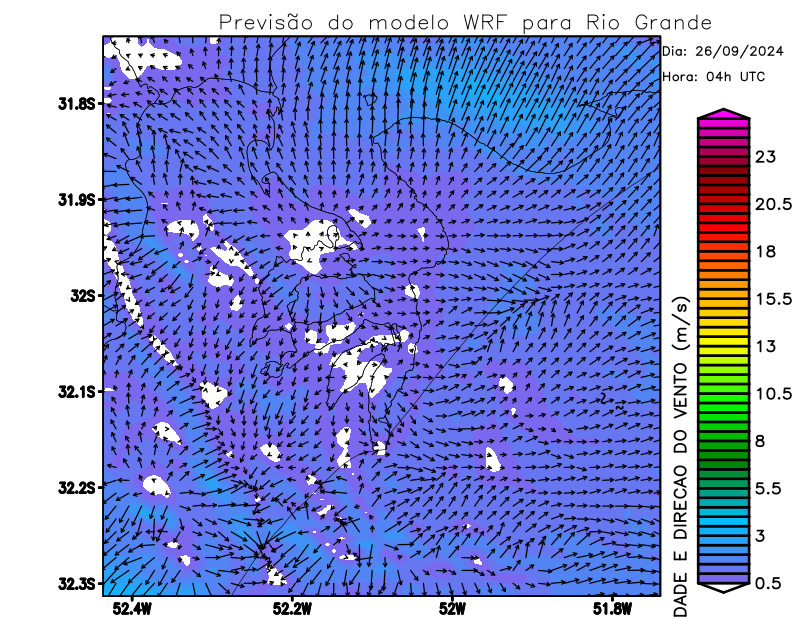 Previsão do modelo WRF para Rio Grande
Dia: 26/09/2024
Hora: 04h UTC
31.8S
31.9S
32S
32.1S
32.2S
32.3S
52.4W
52.2W
52W
51.8W
23
20.5
18
15.5
13
10.5
8
5.5
3
0.5
DADE E DIRECAO DO VENTO (m/s)